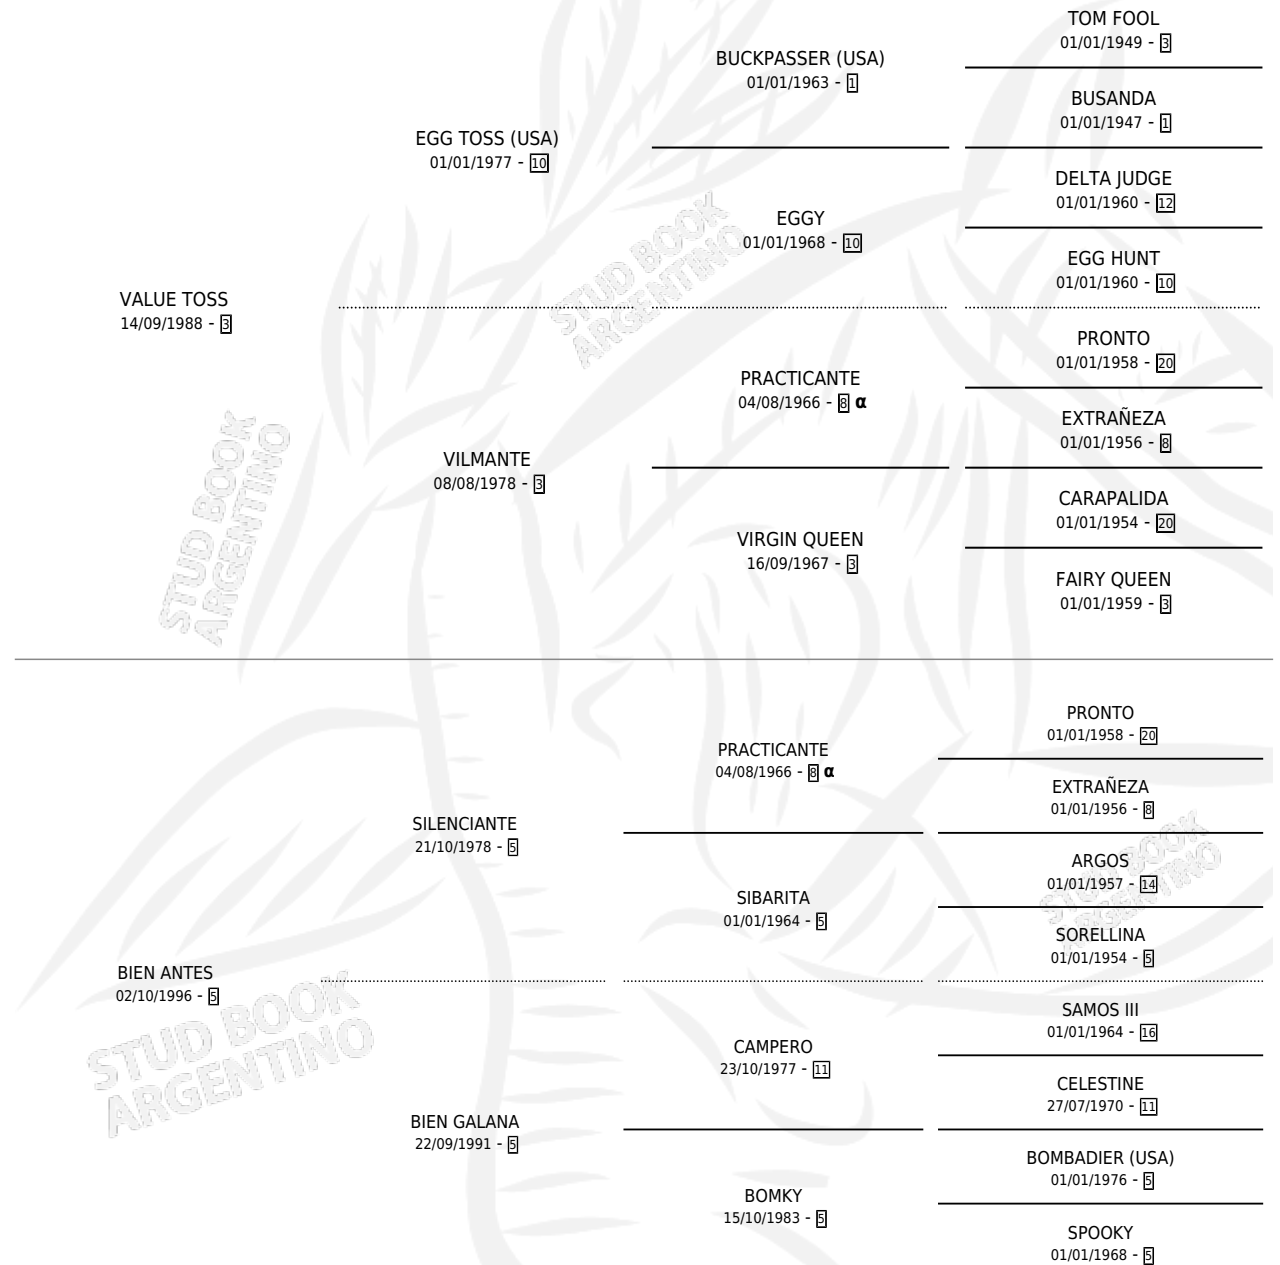 TOM FOOL
01/01/1949 - 3
BUCKPASSER (USA)
01/01/1963 - 1
BUSANDA
01/01/1947 - 1
EGG TOSS (USA)
01/01/1977 - 10
DELTA JUDGE
01/01/1960 - 12
EGGY
01/01/1968 - 10
EGG HUNT
01/01/1960 - 10
VALUE TOSS
14/09/1988 - 3
PRONTO
01/01/1958 - 20
PRACTICANTE
04/08/1966 - 8 α
EXTRAÑEZA
01/01/1956 - 8
VILMANTE
08/08/1978 - 3
CARAPALIDA
01/01/1954 - 20
VIRGIN QUEEN
16/09/1967 - 3
FAIRY QUEEN
01/01/1959 - 3
PRONTO
01/01/1958 - 20
PRACTICANTE
04/08/1966 - 8 α
EXTRAÑEZA
01/01/1956 - 8
SILENCIANTE
21/10/1978 - 5
ARGOS
01/01/1957 - 14
SIBARITA
01/01/1964 - 5
SORELLINA
01/01/1954 - 5
BIEN ANTES
02/10/1996 - 5
SAMOS III
01/01/1964 - 16
CAMPERO
23/10/1977 - 11
CELESTINE
27/07/1970 - 11
BIEN GALANA
22/09/1991 - 5
BOMBADIER (USA)
01/01/1976 - 5
BOMKY
15/10/1983 - 5
SPOOKY
01/01/1968 - 5
STUD BOOK
ARGENTINO
STUD BOOK
ARGENTINO
STUD BOOK
ARGENTINO
STUD BOOK
ARGENTINO